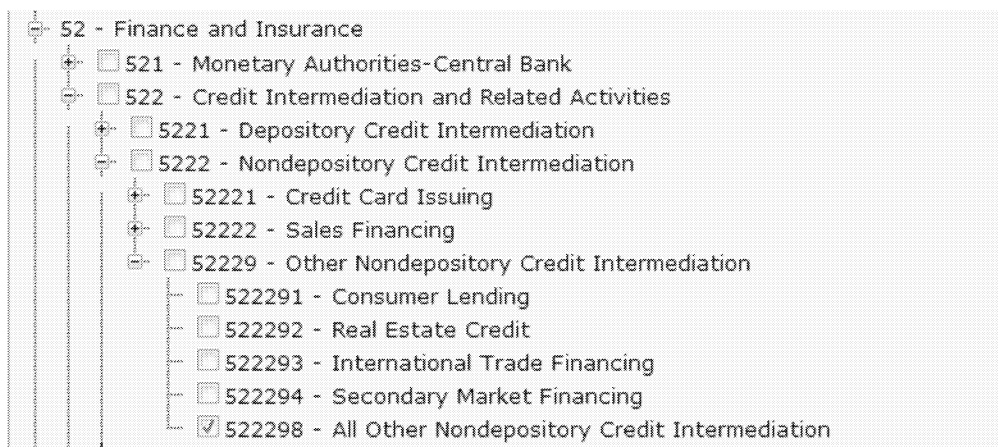 52 - Finance and Insurance
521 - Monetary Authorities-Central Bank
522 - Credit Intermediation and Related Activities
5221 - Depository Credit Intermediation
5222 - Nondepository Credit Intermediation
52221 - Credit Card Issuing
52222 - Sales Financing
52229 - Other Nondepository Credit Intermediation
522291 - Consumer Lending
522292 - Real Estate Credit
522293 - International Trade Financing
522294 - Secondary Market Financing
522298 - All Other Nondepository Credit Intermediation